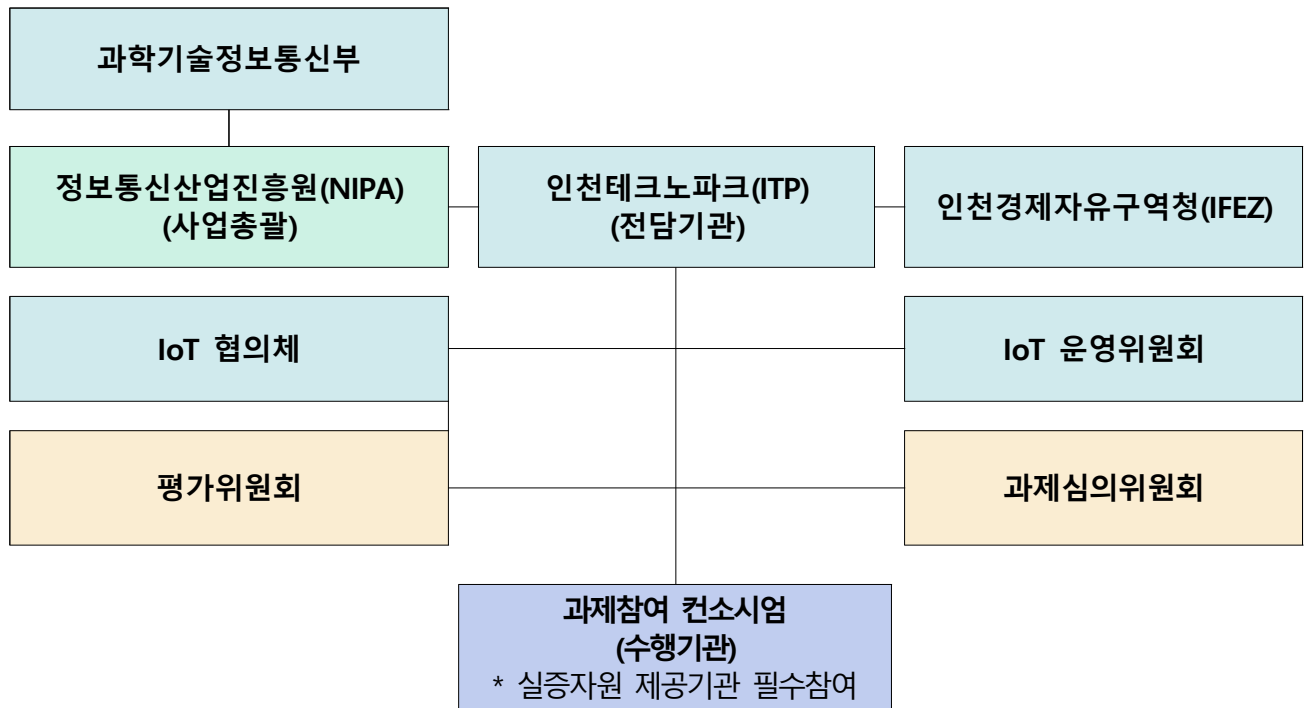 과학기술정보통신부
정보통신산업진흥원(NIPA)
(사업총괄)
인천테크노파크(ITP)
(전담기관)
인천경제자유구역청(IFEZ)
IoT 협의체
IoT 운영위원회
평가위원회
과제심의위원회
과제참여 컨소시엄
(수행기관)
* 실증자원 제공기관 필수참여